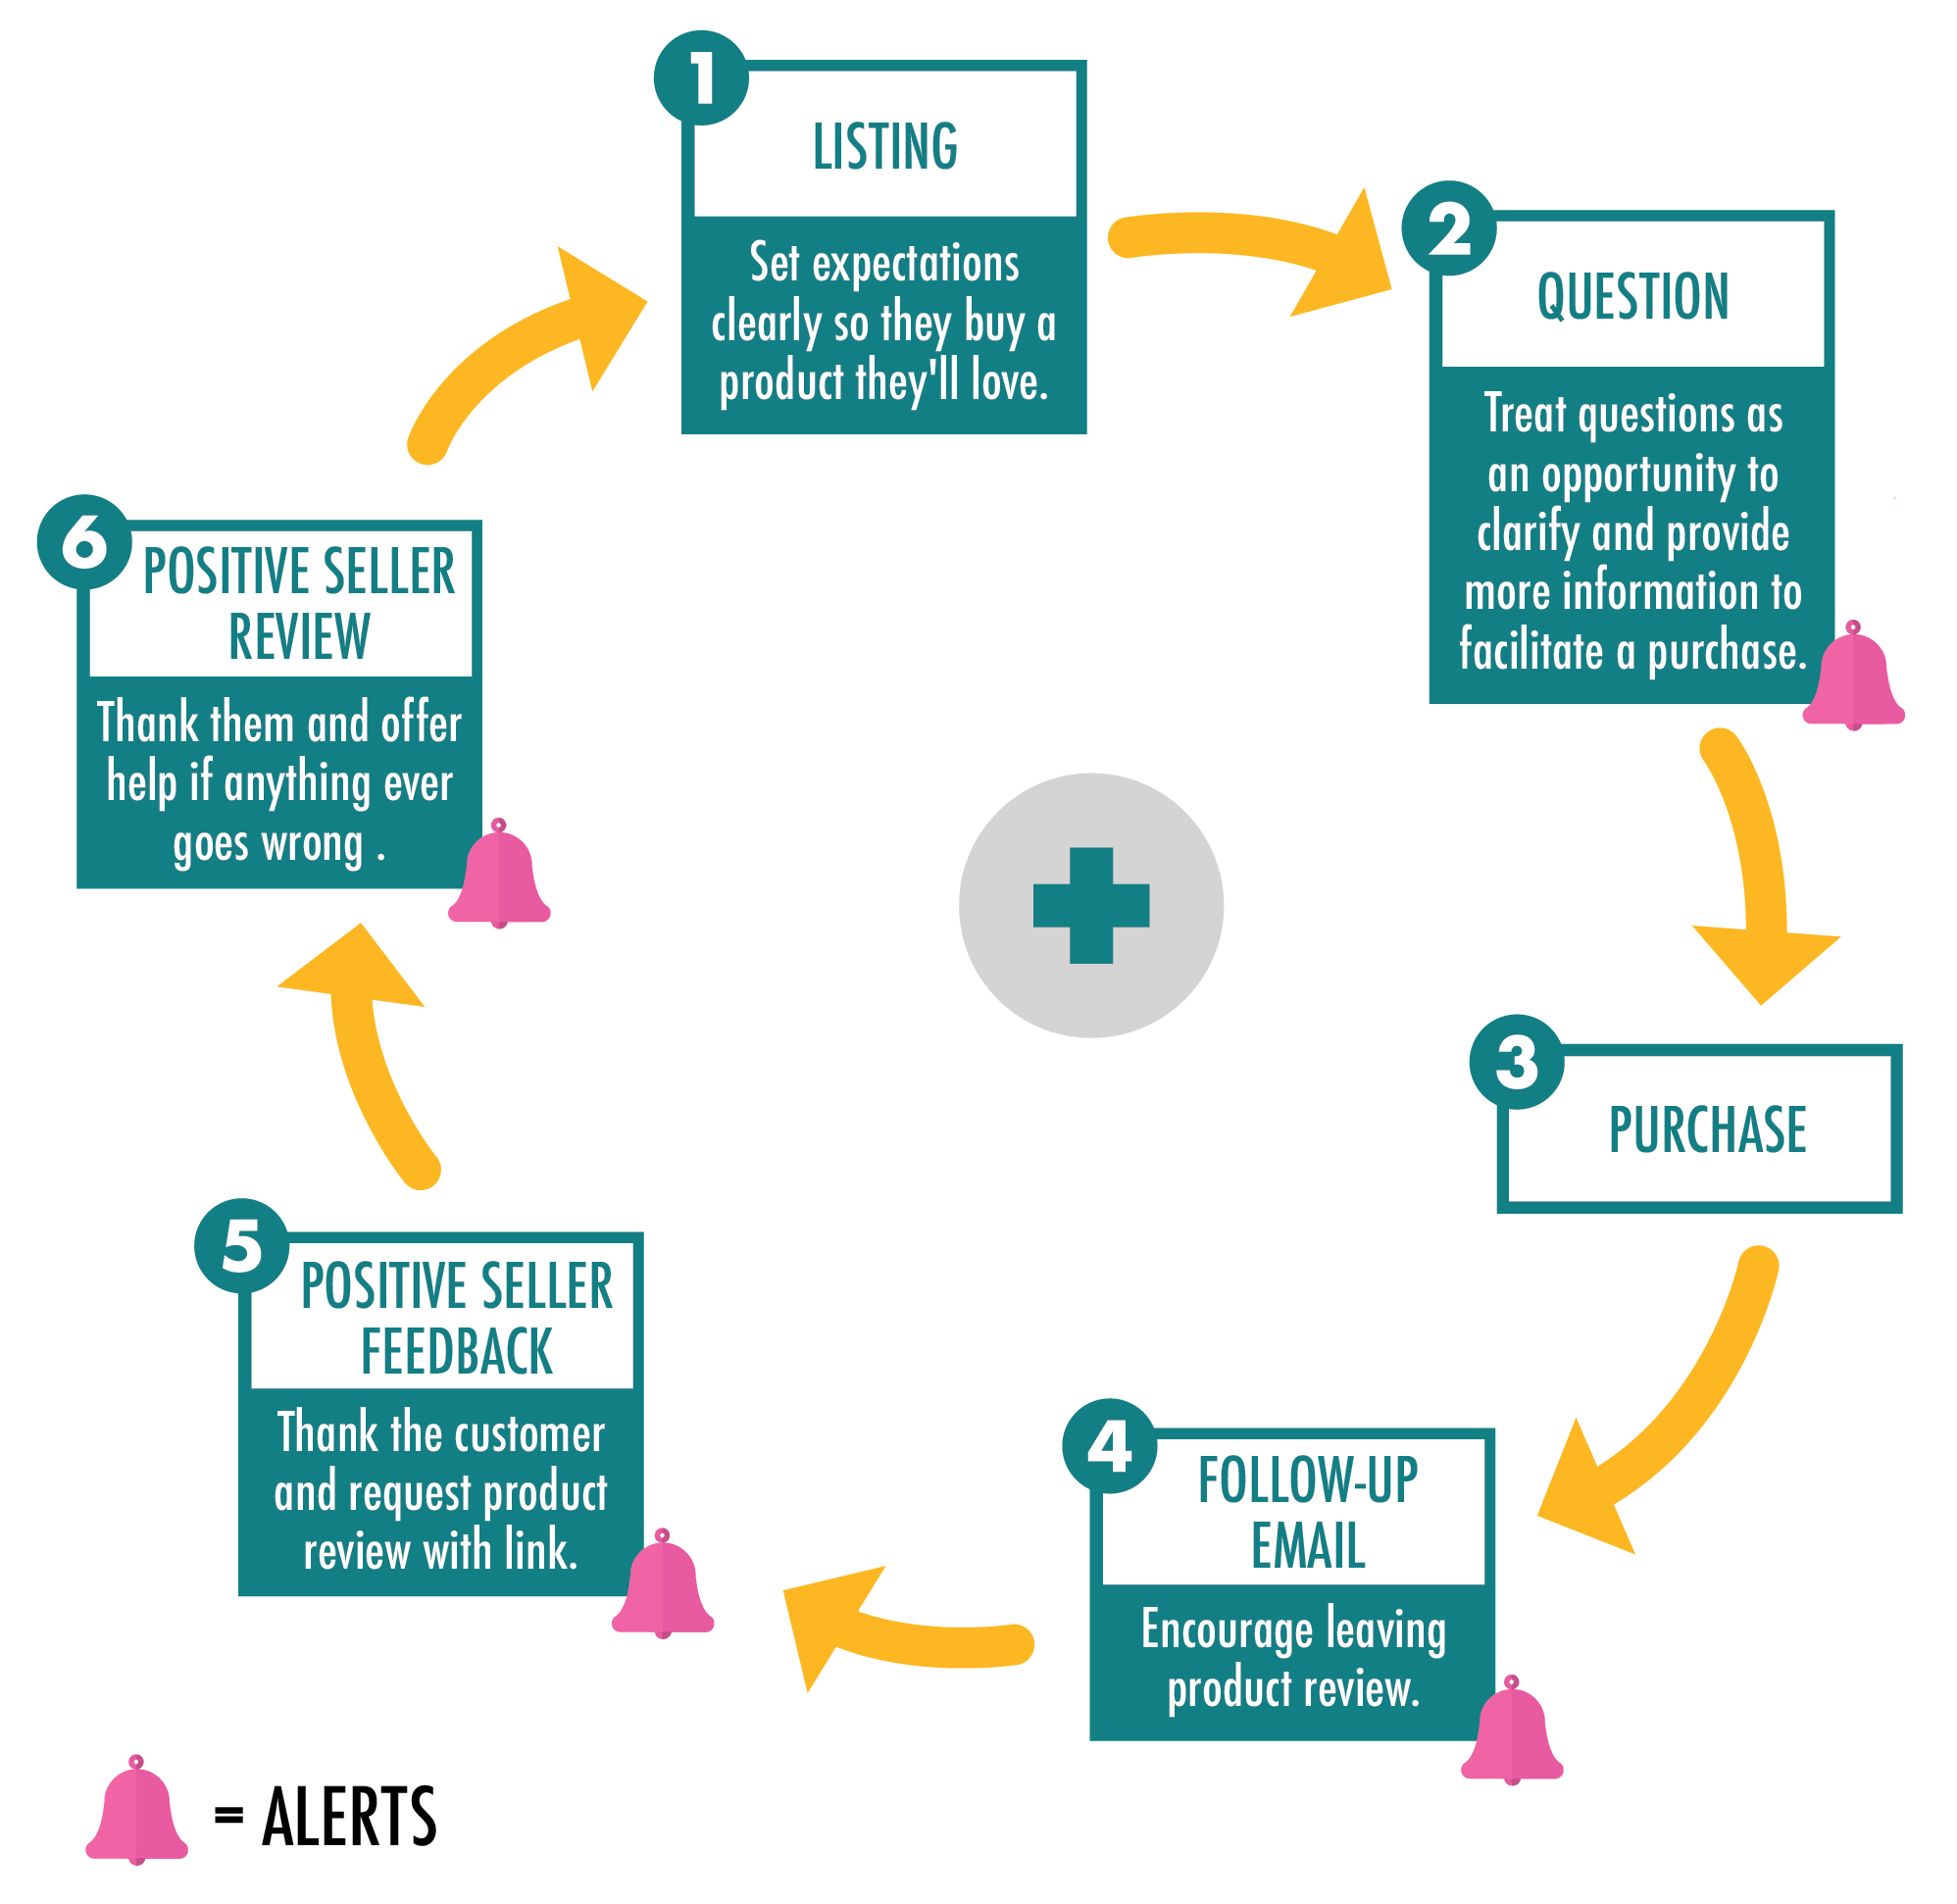 1
LISTING
Set expectations
clearly so they buy a
product they'll love.
2
QUESTION
Treat questions as
an opportunity to
clarify and provide
more information to
facilitate a purchase.
3
PURCHASE
4
FOLLOW-UP
EMAIL
Encourage leaving
product review.
5
POSITIVE SELLER
FEEDBACK
Thank the customer
and request product
review with link.
6
POSITIVE SELLER
REVIEW
Thank them and offer
help if anything ever
goes wrong .
= ALERTS